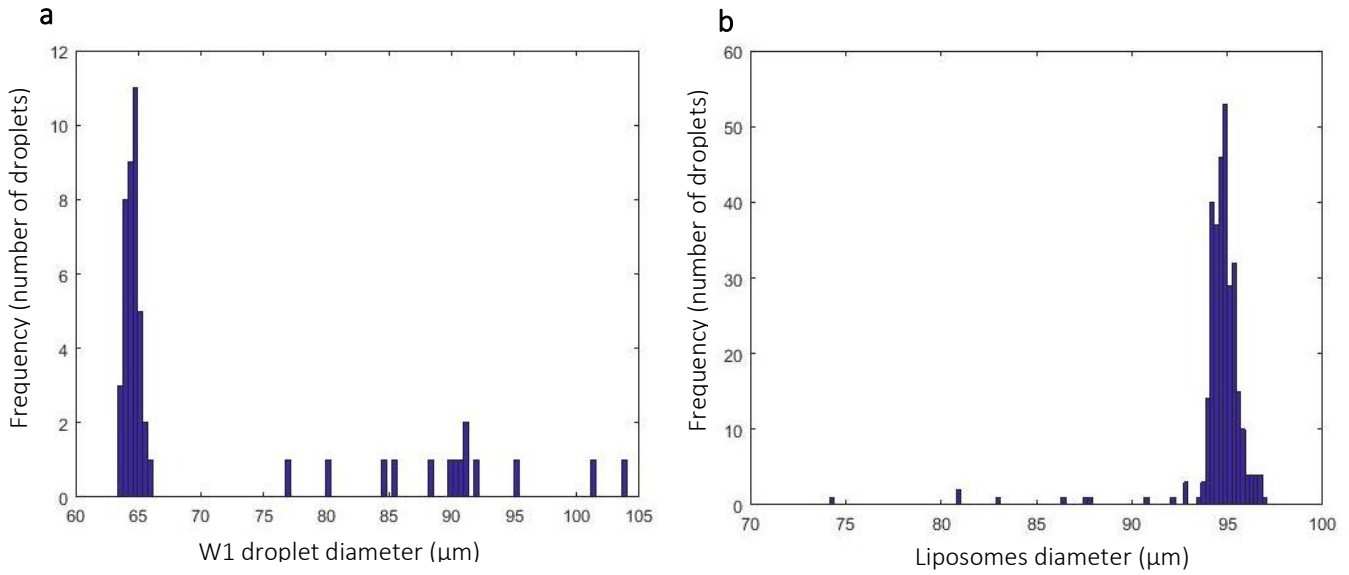 a
12
10
8
6
4
2
0
60 65 70 75 80 85 90 95 100 105
Frequency (number of droplets)
W1 droplet diameter (μm)
b
60
50
40
30
20
10
0
70 75 80 85 90 95 100
Frequency (number of droplets)
Liposomes diameter (μm)